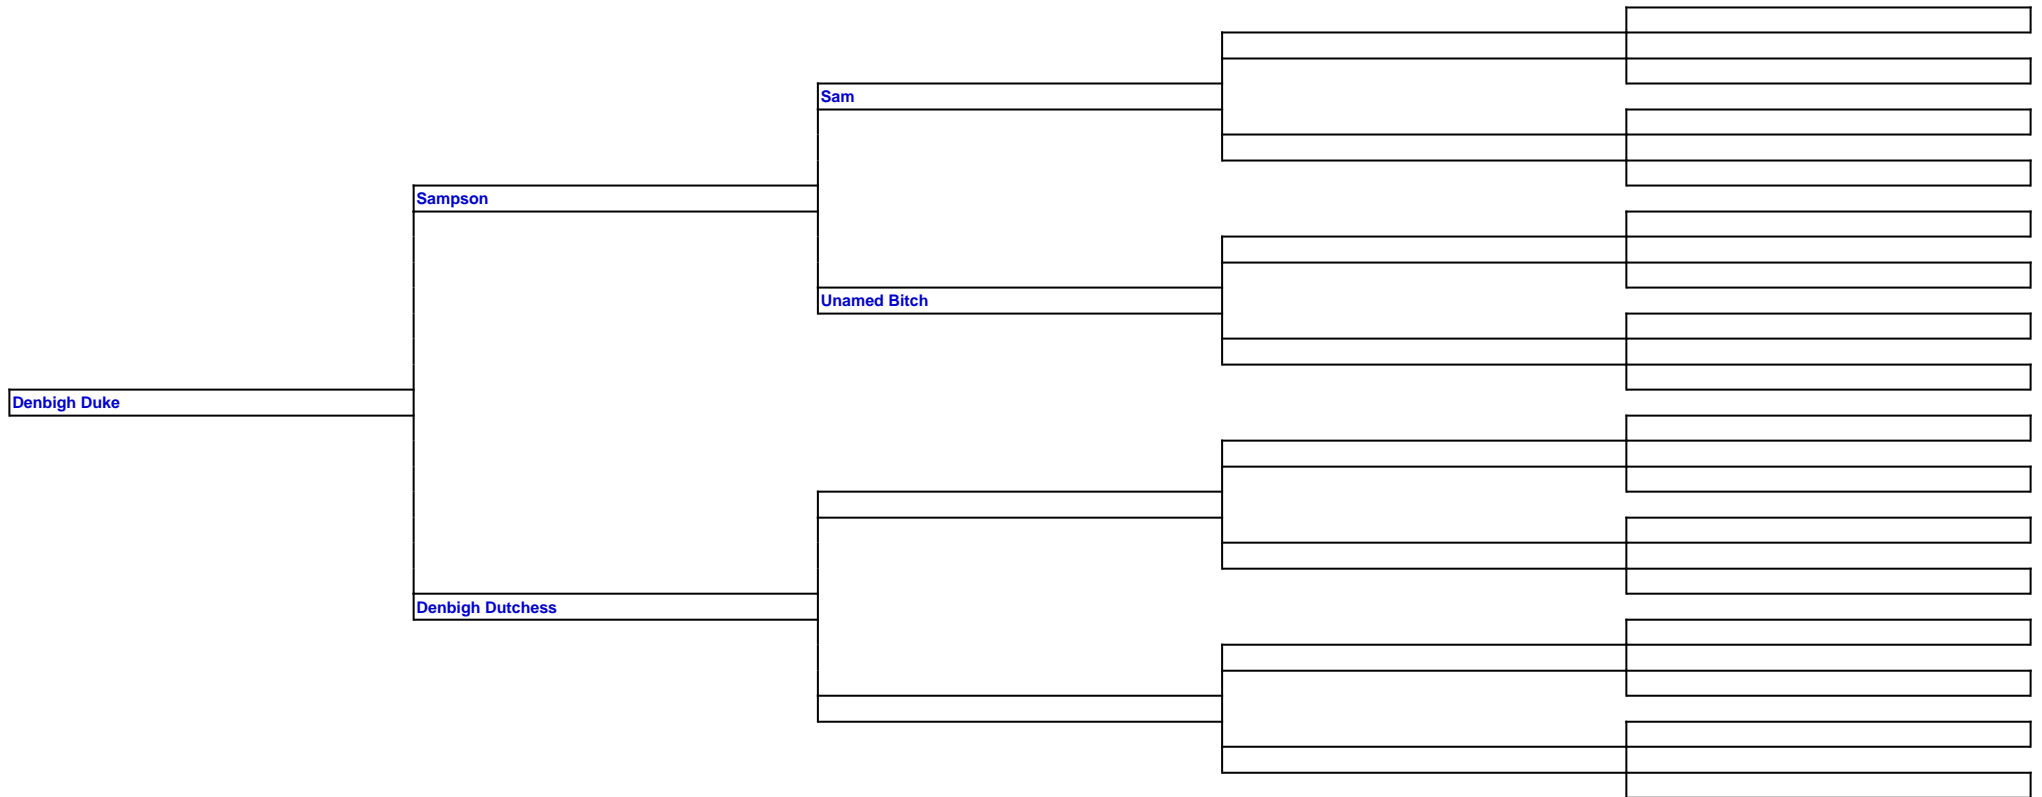 Sam
Sampson
Unamed Bitch
Denbigh Duke
Denbigh Dutchess